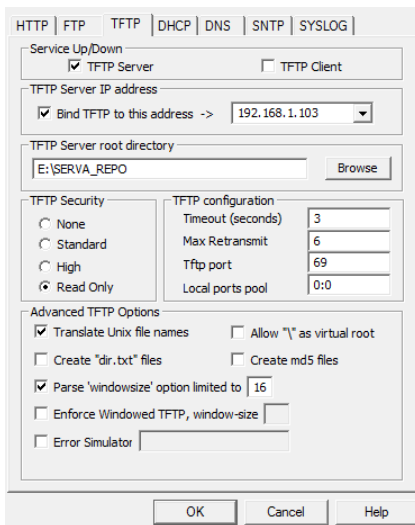 HTTP FTP TFTP DHCP DNS SNTP SYSLOG
Service Up/Down
TFTP Server TFTP Client
TFTP Server IP address
Bind TFTP to this address -> 192.168.1.103
TFTP Server root directory
E:\SERVA_REPO Browse
TFTP Security TFTP configuration
None Timeout (seconds) 3
Standard Max Retransmit 6
High Tftp port 69
Read Only Local ports pool 0:0
Advanced TFTP Options
Translate Unix file names Allow "\" as virtual root
Create "dir.txt" files Create md5 files
Parse 'windowsize' option limited to 16
Enforce Windowed TFTP, window-size
Error Simulator
OK Cancel Help